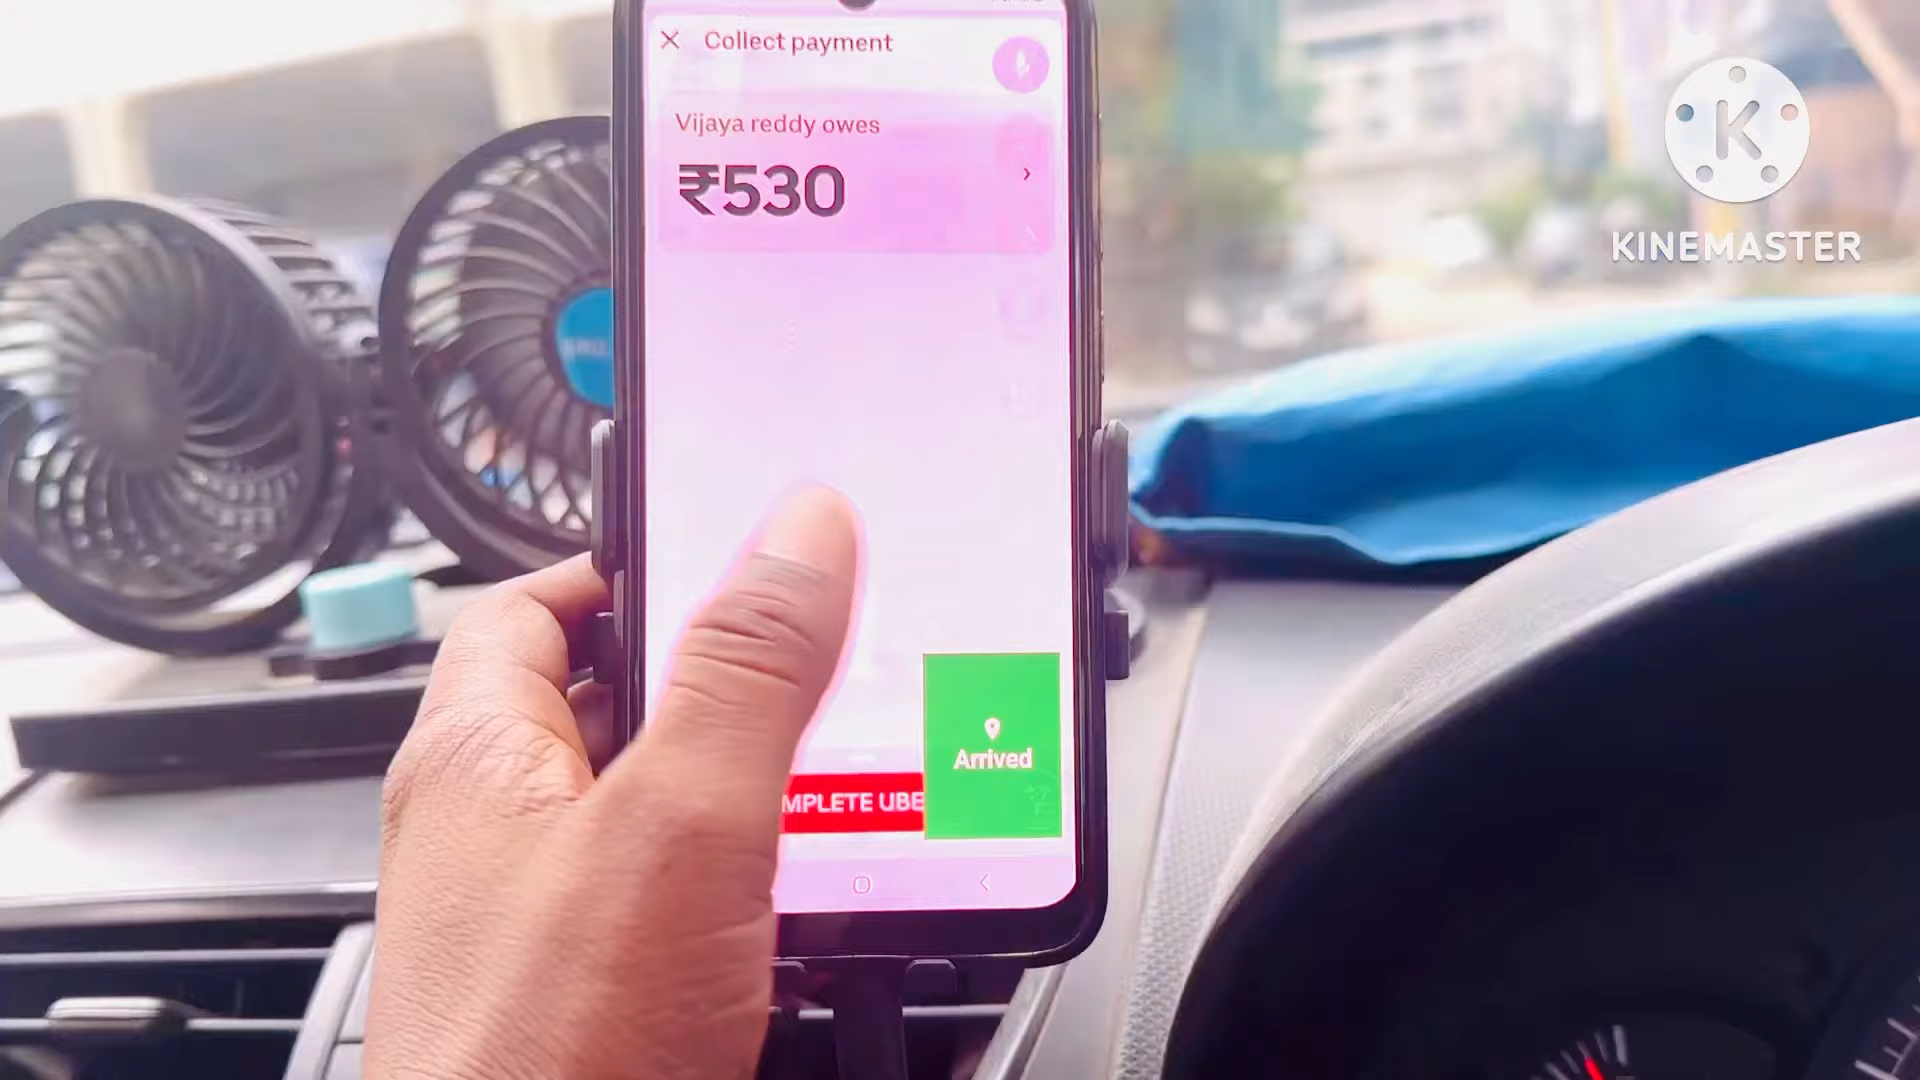 Collect payment
Vijaya reddy owes
₹530
Arrived
MPLETE UBE
K
KINEMASTER